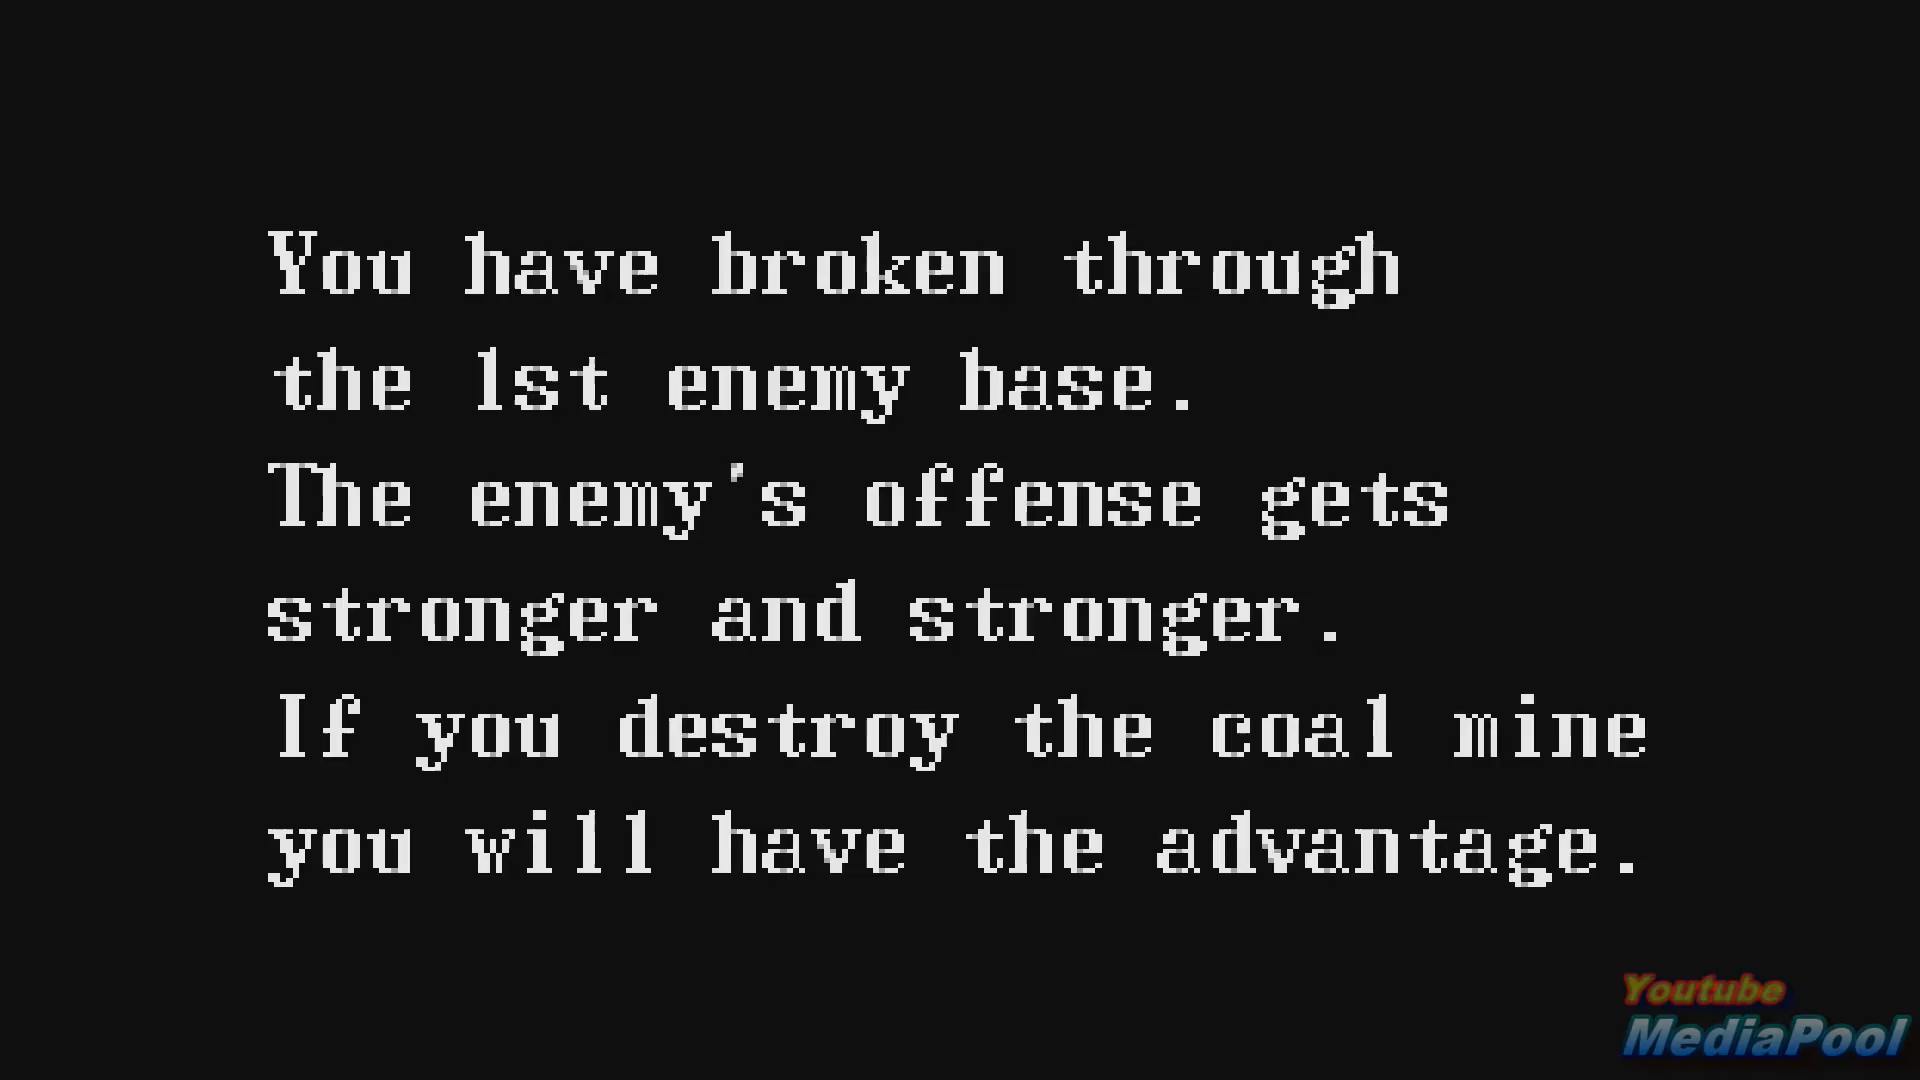 You have broken through
the 1st enemy base.
The enemy's offense gets
stronger and stronger.
If you destroy the coal mine
you will have the advantage.
Youtube
MediaPool